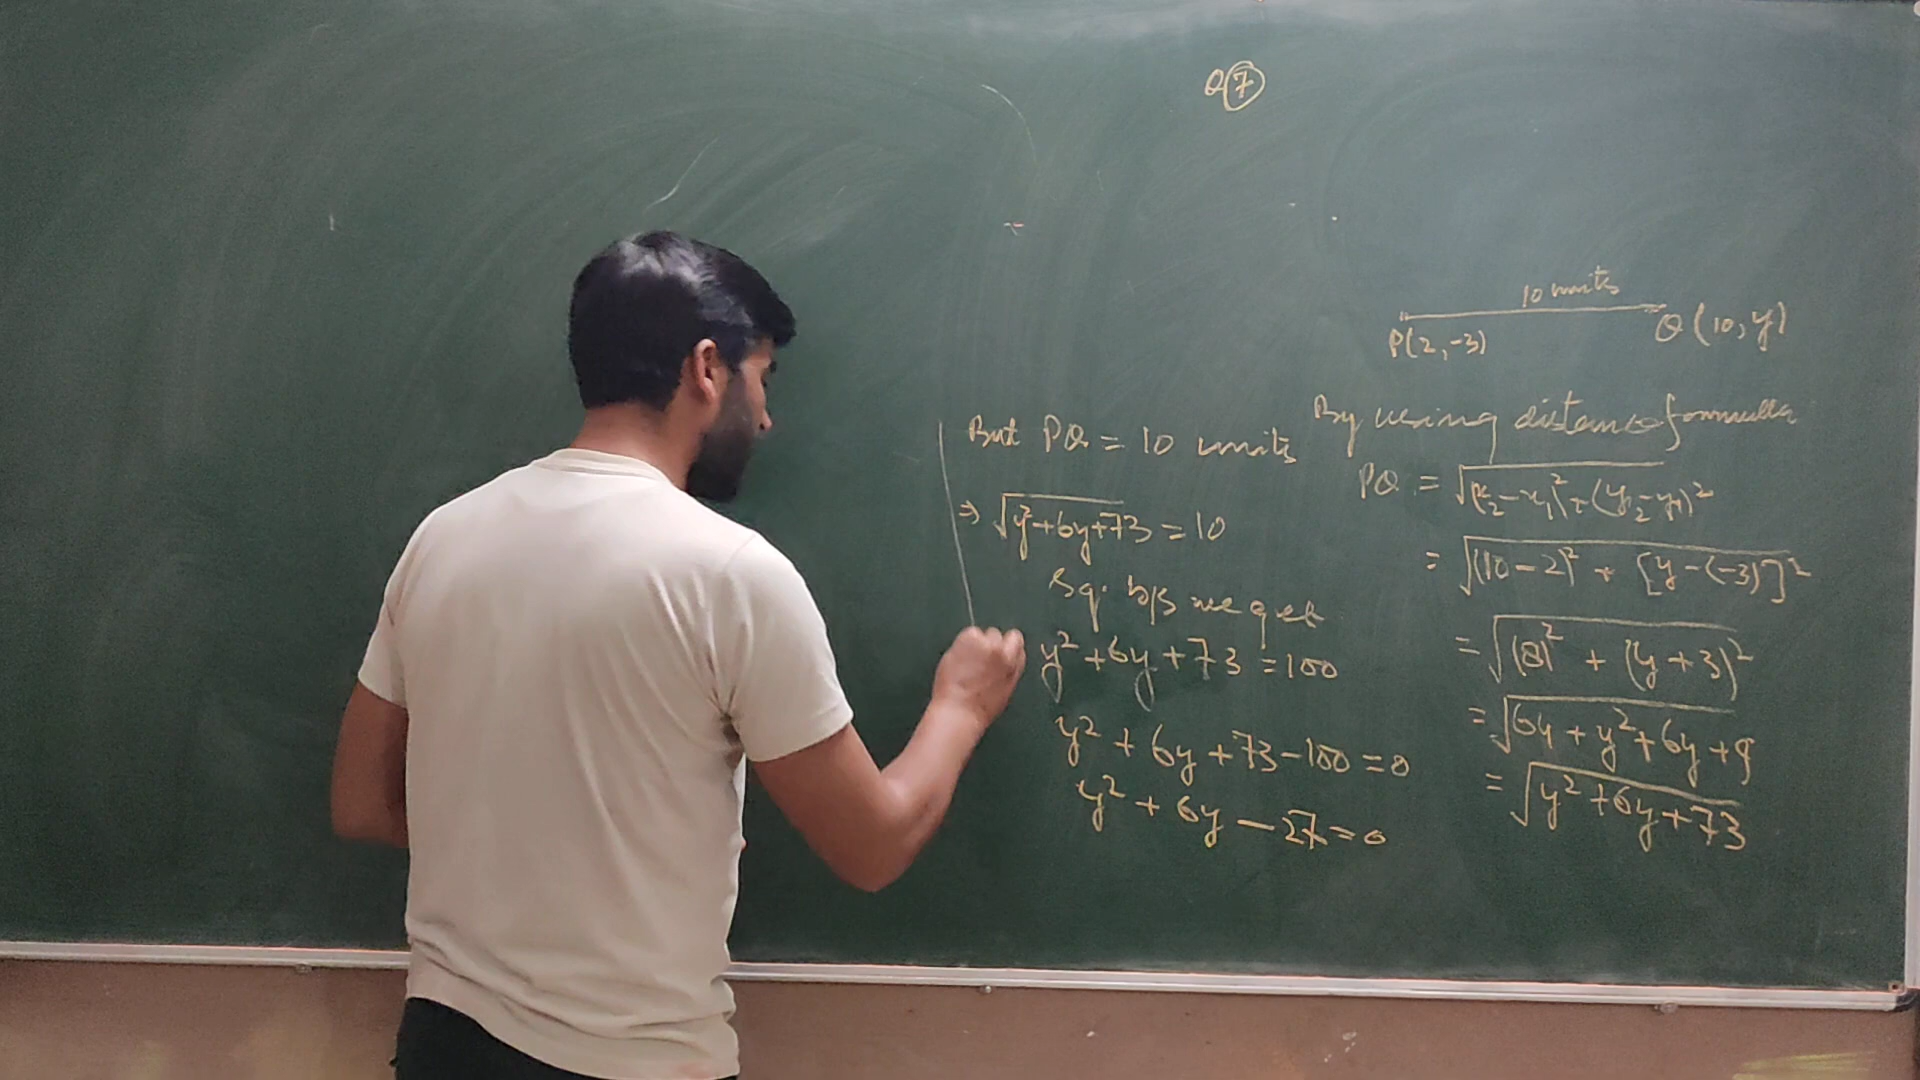 Q7
10 units
P(2,-3) Q(10,y)
By using distance formulla
PQ = √(x₂-x₁)²+(y₂-y₁)²
= √(10-2)² + [y-(-3)]²
= √(8)² + (y+3)²
= √64 + y²+6y+9
= √y²+6y+73
But PQ = 10 units
⇒ √y²+6y+73 = 10
Sq. b/s we get
y²+6y+73=100
y²+6y+73-100=0
y²+6y-27=0